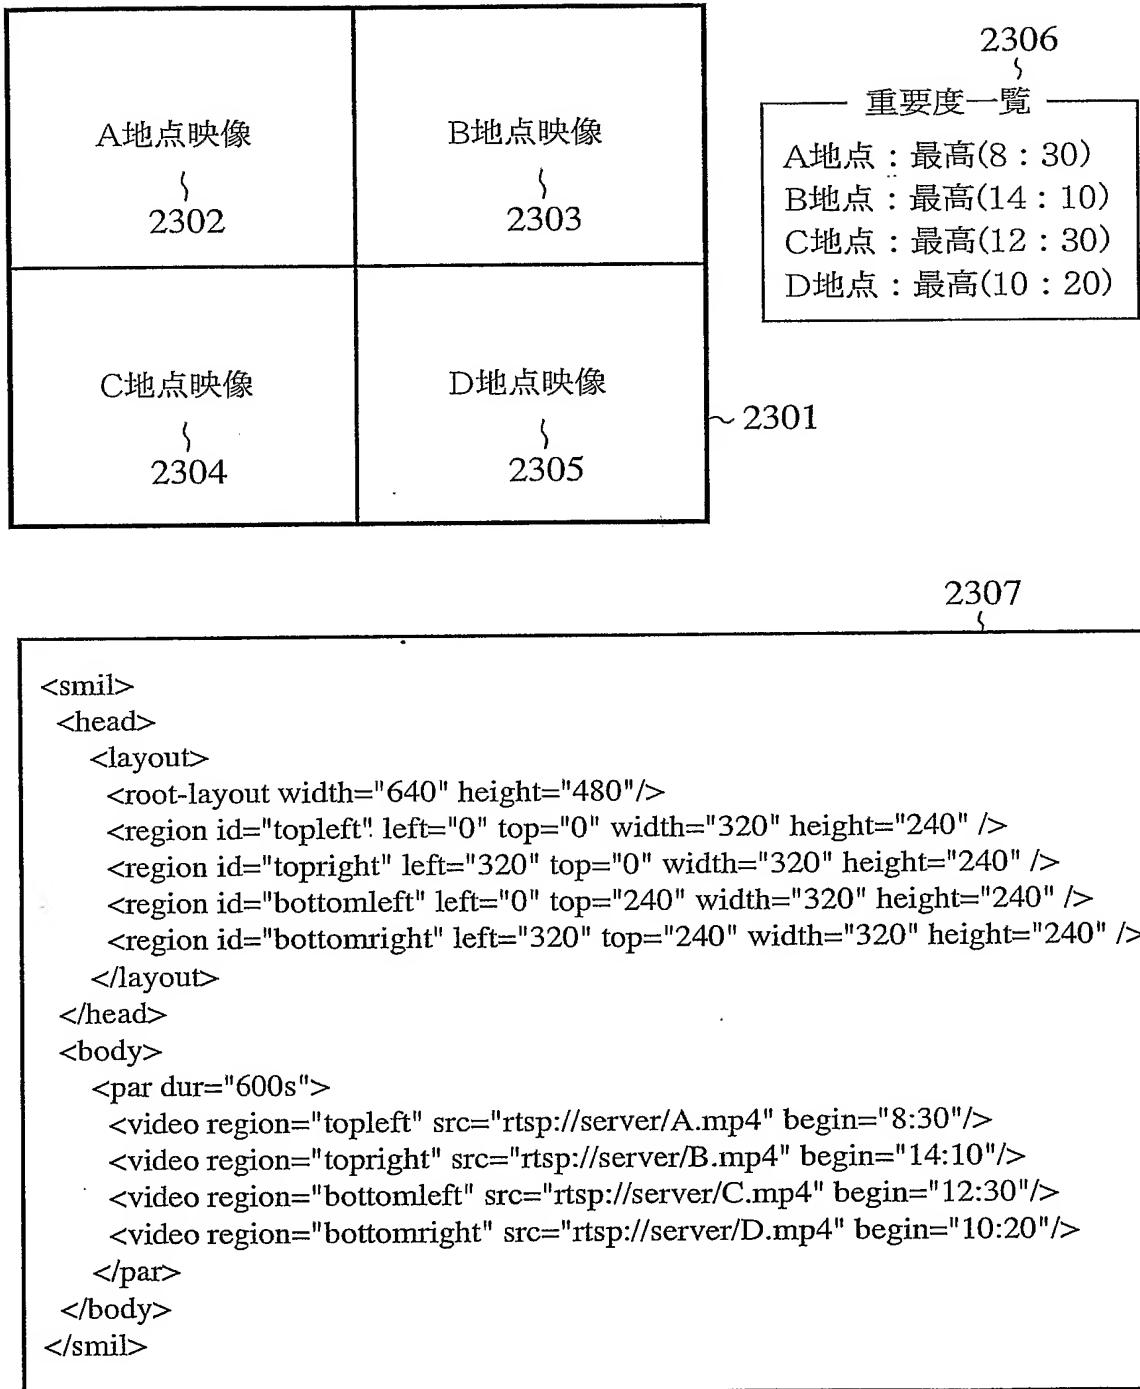 A地点映像
2302
B地点映像
2303
C地点映像
2304
D地点映像
2305
2301
2306
重要度一覧
A地点：最高(8：30)
B地点：最高(14：10)
C地点：最高(12：30)
D地点：最高(10：20)
2307
<smil>
<head>
<layout>
<root-layout width="640" height="480"/>
<region id="topleft" left="0" top="0" width="320" height="240" />
<region id="topright" left="320" top="0" width="320" height="240" />
<region id="bottomleft" left="0" top="240" width="320" height="240" />
<region id="bottomright" left="320" top="240" width="320" height="240" />
</layout>
</head>
<body>
<par dur="600s">
<video region="topleft" src="rtsp://server/A.mp4" begin="8:30"/>
<video region="topright" src="rtsp://server/B.mp4" begin="14:10"/>
<video region="bottomleft" src="rtsp://server/C.mp4" begin="12:30"/>
<video region="bottomright" src="rtsp://server/D.mp4" begin="10:20"/>
</par>
</body>
</smil>